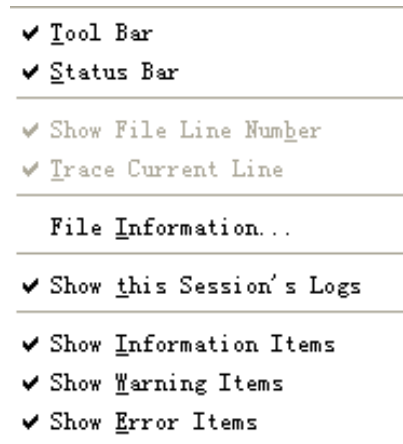 Tool Bar
Status Bar
Show File Line Number
Trace Current Line
File Information...
Show this Session's Logs
Show Information Items
Show Warning Items
Show Error Items